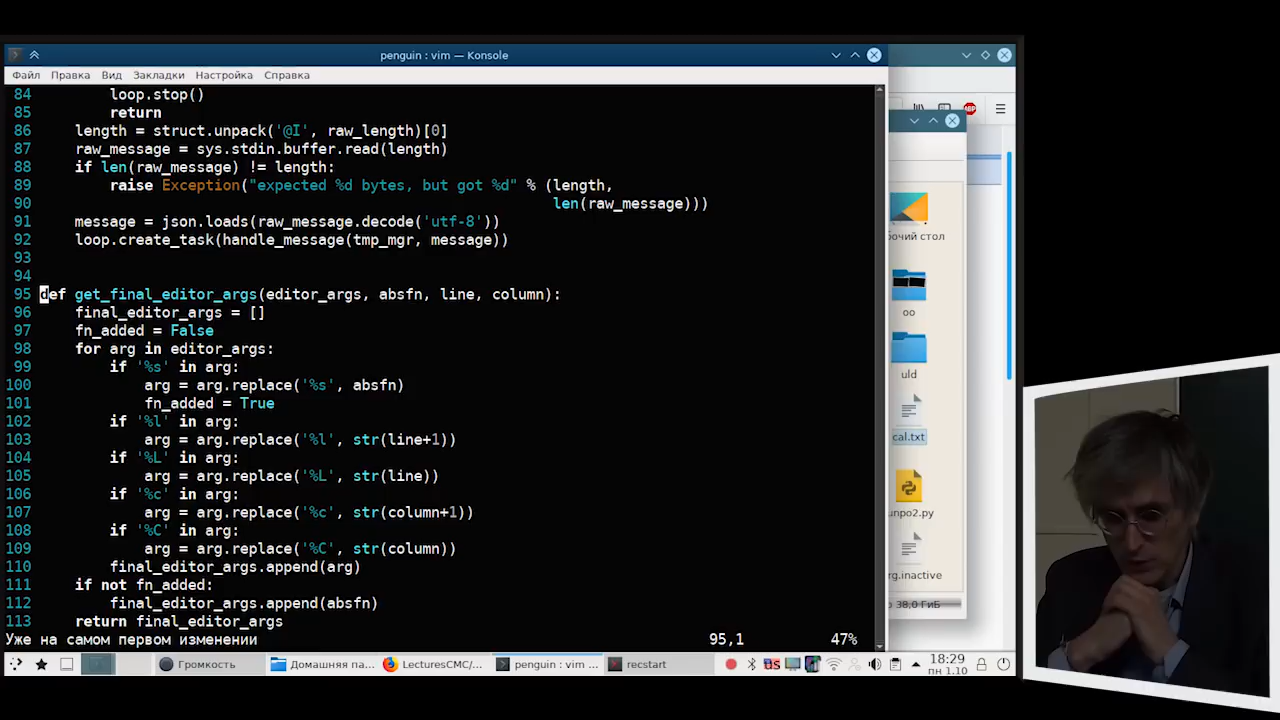 penguin : vim — Konsole
Файл Правка Вид Закладки Настройка Справка
84 loop.stop()
85 return
86 length = struct.unpack('@I', raw_length)[0]
87 raw_message = sys.stdin.buffer.read(length)
88 if len(raw_message) != length:
89 raise Exception("expected %d bytes, but got %d" % (length,
90 len(raw_message)))
91 message = json.loads(raw_message.decode('utf-8'))
92 loop.create_task(handle_message(tmp_mgr, message))
93
94
95 def get_final_editor_args(editor_args, absfn, line, column):
96 final_editor_args = []
97 fn_added = False
98 for arg in editor_args:
99 if '%s' in arg:
100 arg = arg.replace('%s', absfn)
101 fn_added = True
102 if '%l' in arg:
103 arg = arg.replace('%l', str(line+1))
104 if '%L' in arg:
105 arg = arg.replace('%L', str(line))
106 if '%c' in arg:
107 arg = arg.replace('%c', str(column+1))
108 if '%C' in arg:
109 arg = arg.replace('%C', str(column))
110 final_editor_args.append(arg)
111 if not fn_added:
112 final_editor_args.append(absfn)
113 return final_editor_args
Уже на самом первом изменении 95,1 47%
ABP
бочий стол
oo
uld
cal.txt
unpo2.py
rg.inactive
о 38,0 ГиБ
Громкость
Домашняя па...
LecturesCMC/...
penguin : vim ...
recstart
us
18:29
пн 1.10